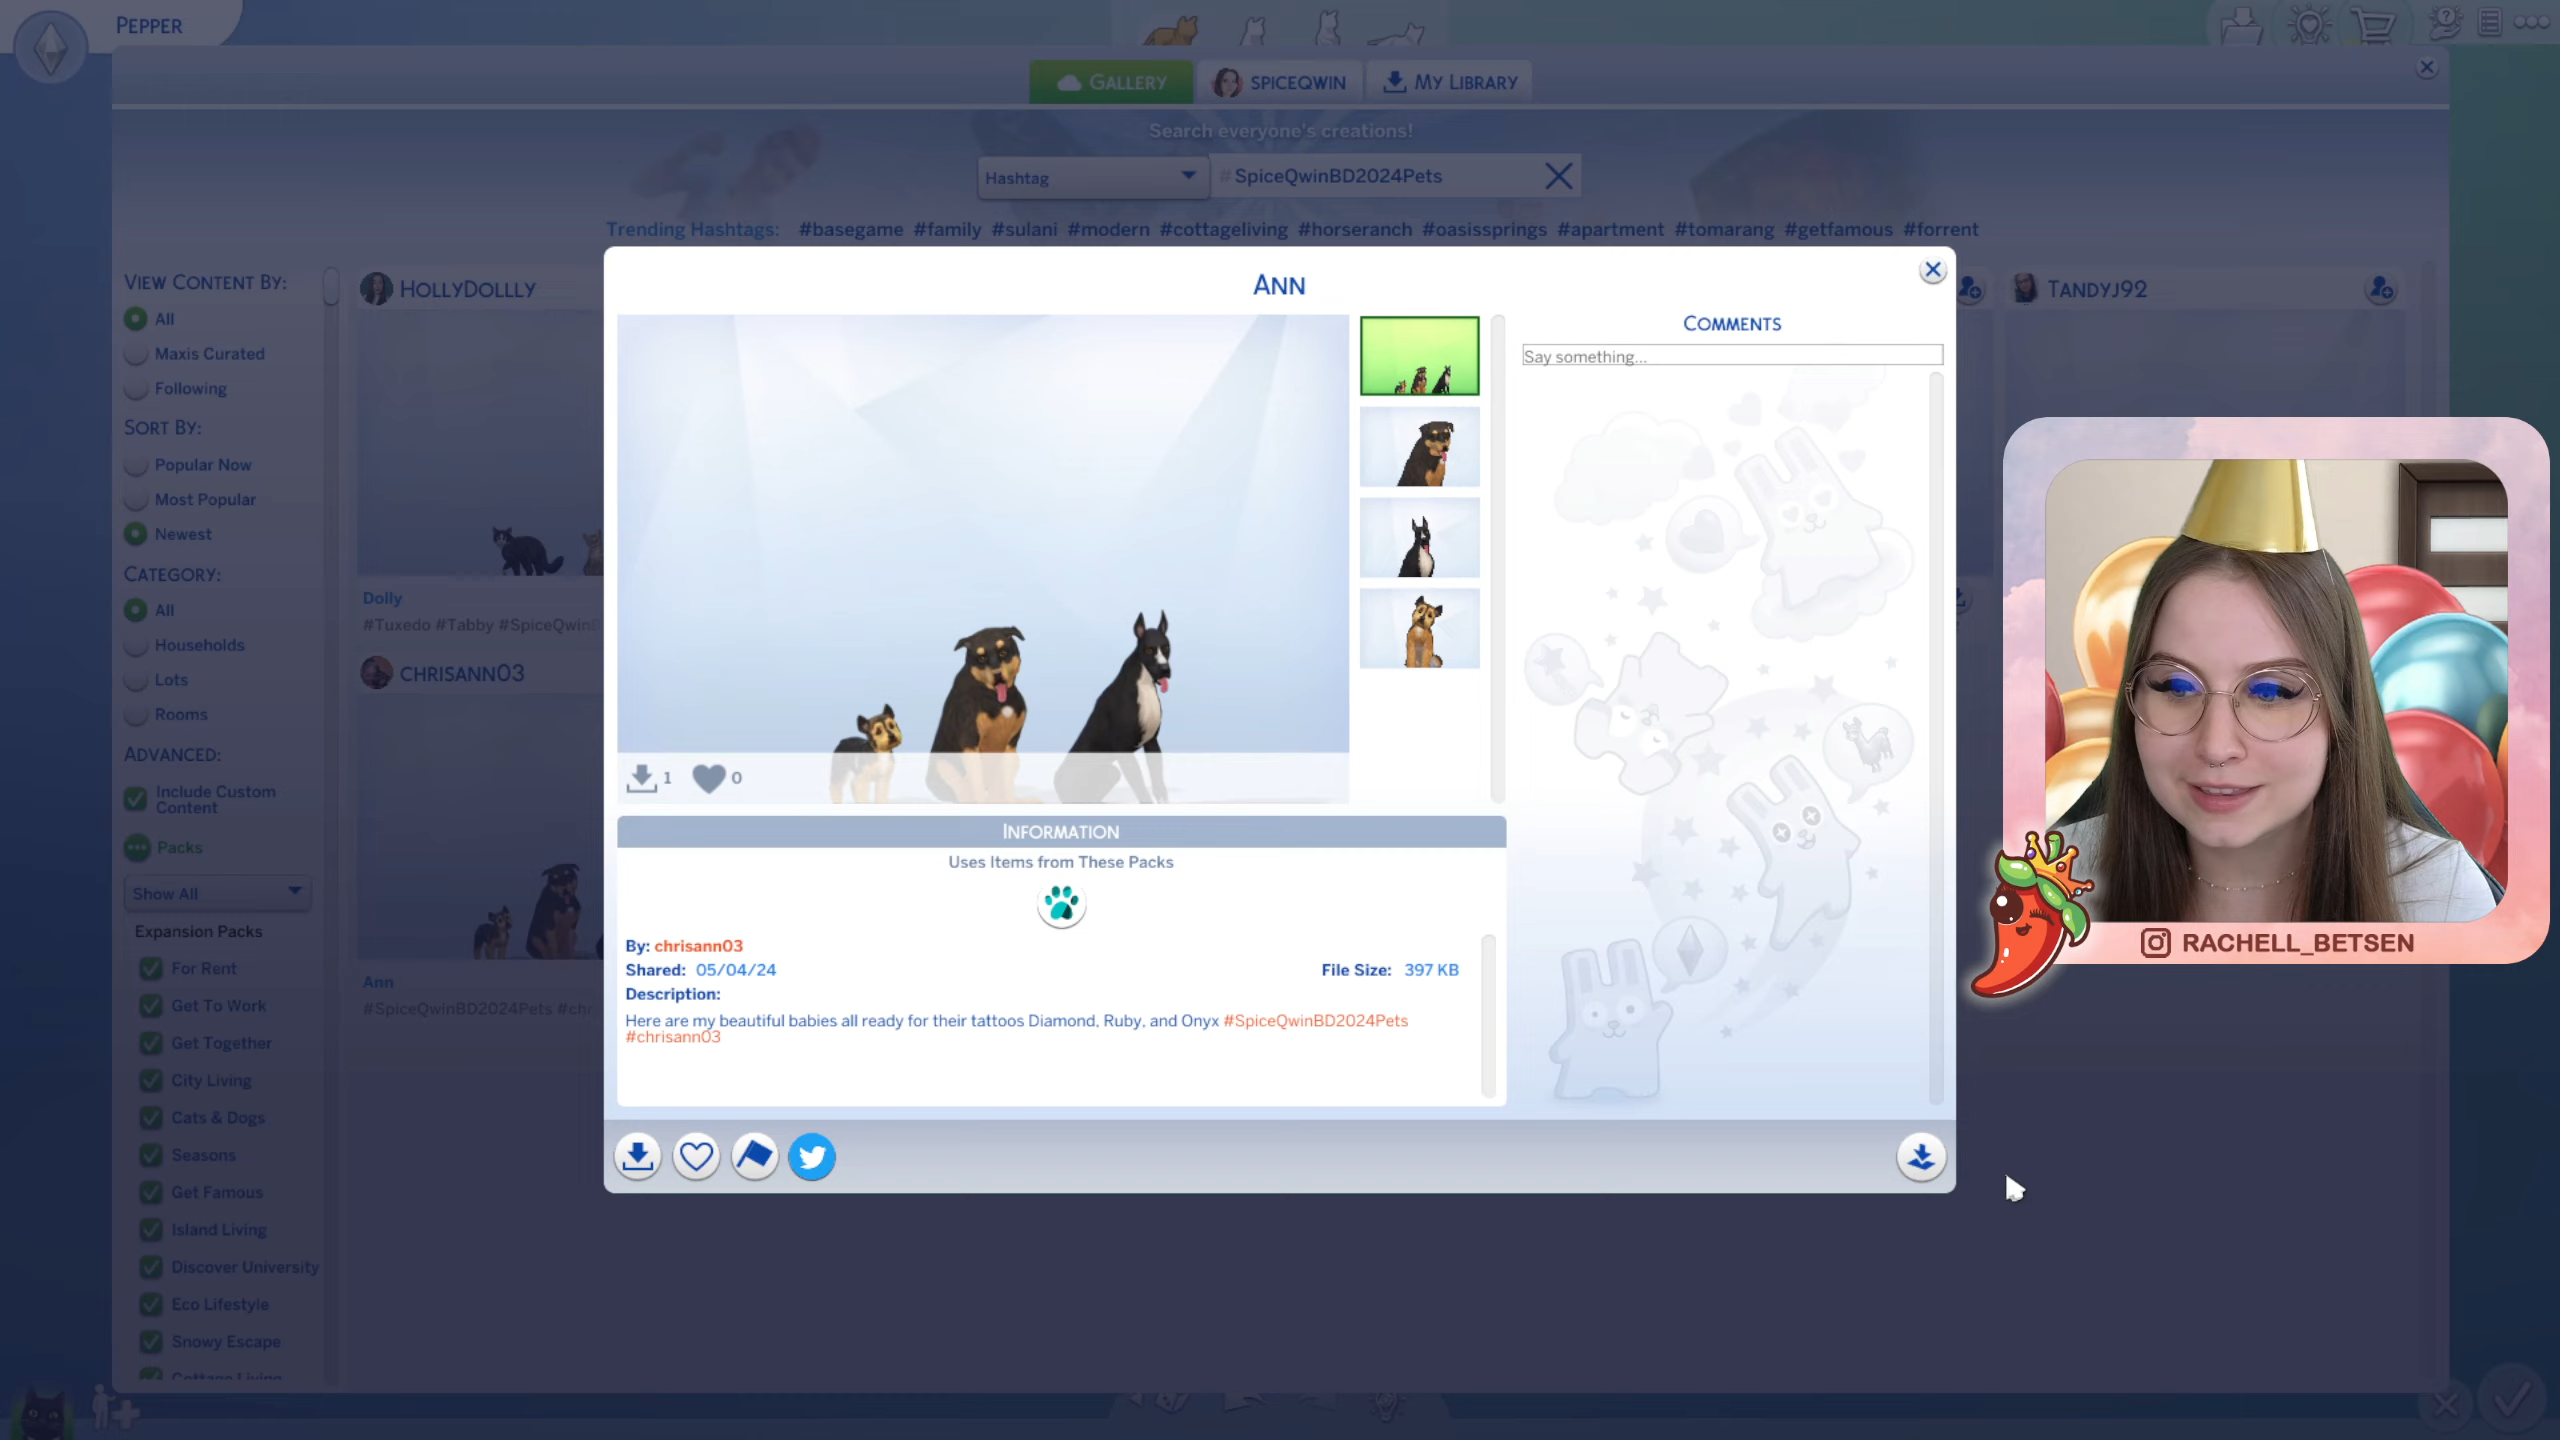 PEPPER
GALLERY
SPICEQWIN
MY LIBRARY
Search everyone's creations!
Hashtag
#SpiceQwinBD2024Pets
Trending Hashtags: #basegame #family #sulani #modern #cottageliving #horseranch #oasissprings #apartment #tomarang #getfamous #forrent
VIEW CONTENT BY:
All
Maxis Curated
Following
SORT BY:
Popular Now
Most Popular
Newest
CATEGORY:
All
Households
Lots
Rooms
ADVANCED:
Include Custom
Content
Packs
Show All
Expansion Packs
For Rent
Get To Work
Get Together
City Living
Cats & Dogs
Seasons
Get Famous
Island Living
Discover University
Eco Lifestyle
Snowy Escape
Cottage Living
HOLLYDOLLLY
Dolly
#Tuxedo #Tabby #SpiceQwinB
CHRISANN03
Ann
#SpiceQwinBD2024Pets #chr
TANDYJ92
ANN
1
0
COMMENTS
Say something...
INFORMATION
Uses Items from These Packs
By: chrisann03
Shared: 05/04/24
File Size: 397 KB
Description:
Here are my beautiful babies all ready for their tattoos Diamond, Ruby, and Onyx #SpiceQwinBD2024Pets
#chrisann03
RACHELL_BETSEN